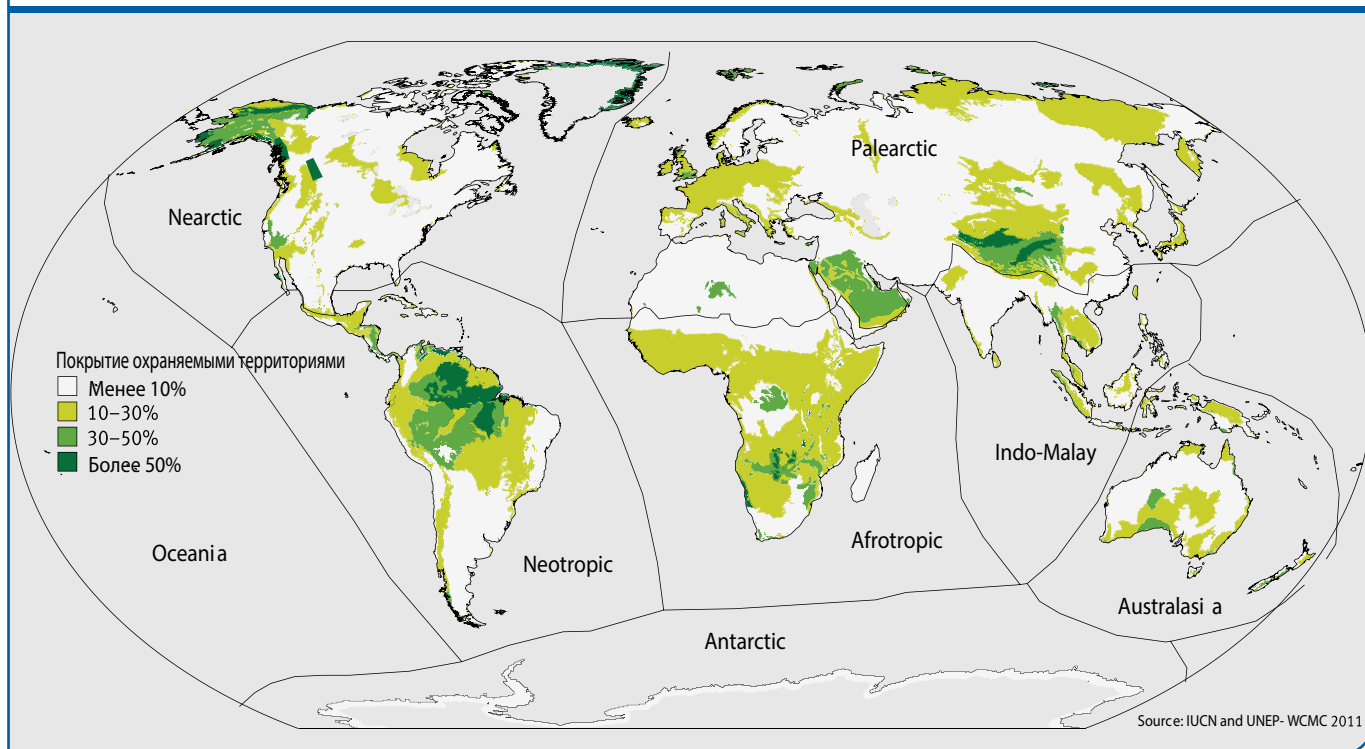 Palearctic
Nearctic
Покрытие охраняемыми территориями
Менее 10%
10–30%
30–50%
Более 50%
Indo-Malay
Oceania
Neotropic
Afrotropic
Australasi a
Antarctic
Source: IUCN and UNEP- WCMC 2011